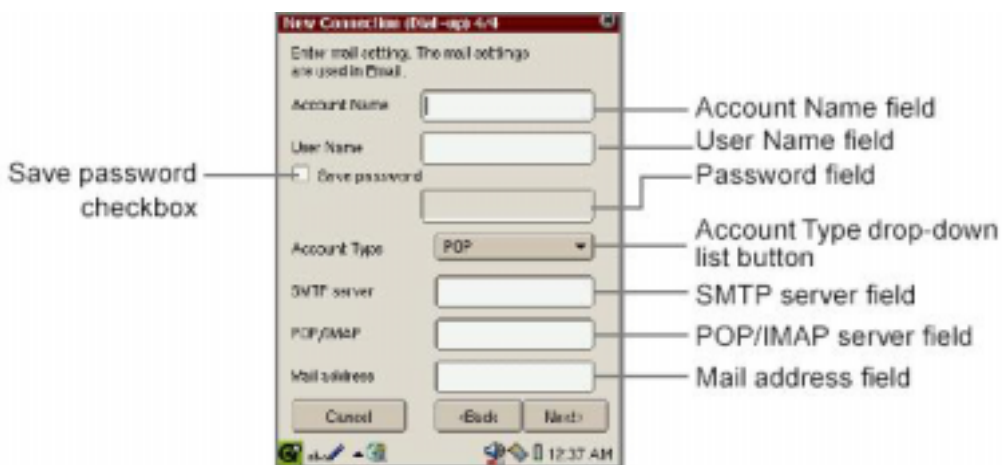 New Connection (Dial-up) 4/4
Enter mail setting. The mail settings
are used in Email.
Account Name
Account Name field
User Name
User Name field
Save password
checkbox
Save password
Password field
Account Type
POP
Account Type drop-down
list button
SMTP server
SMTP server field
POP/IMAP
POP/IMAP server field
Mail address
Mail address field
Cancel
<Back
Next>
12:37 AM